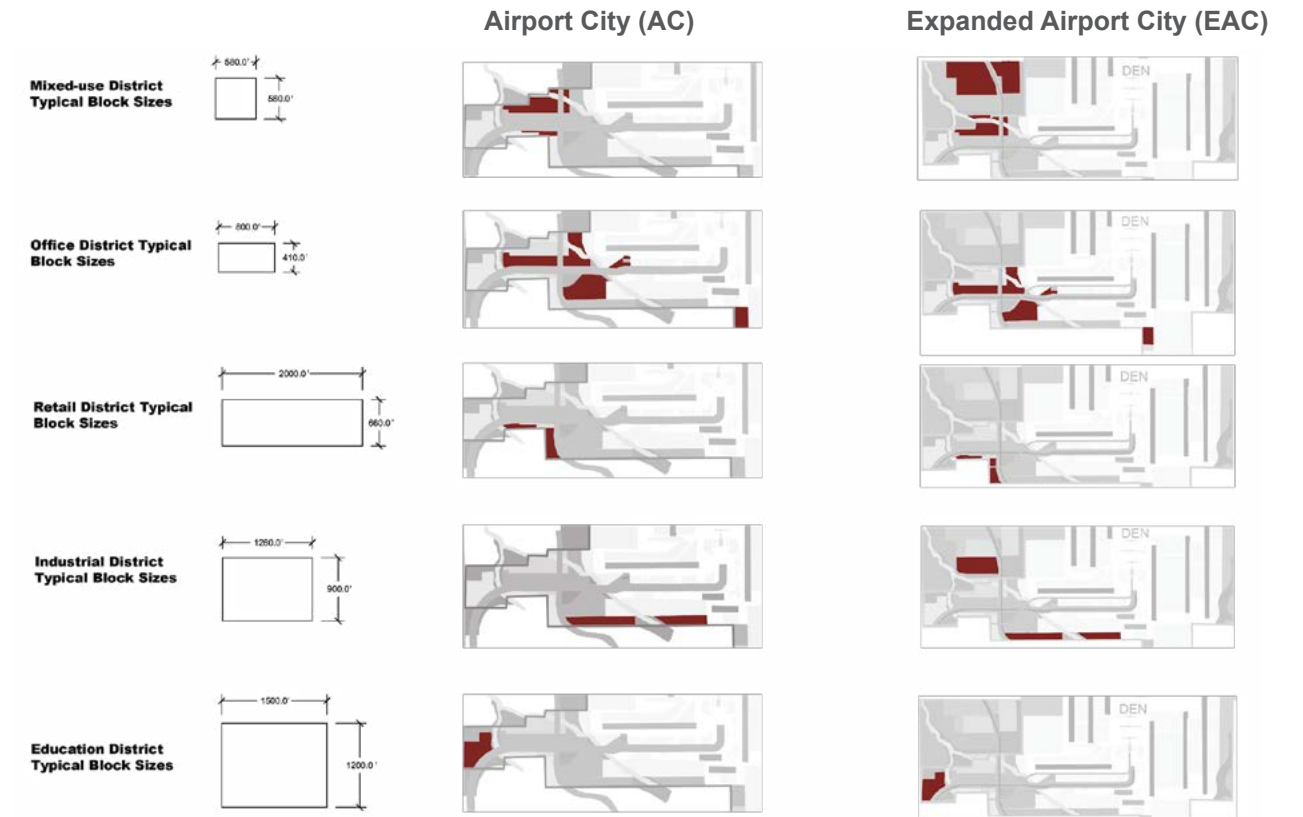 Airport City (AC)
Expanded Airport City (EAC)
Mixed-use District
Typical Block Sizes
580.0'
580.0'
DEN
Office District Typical
Block Sizes
800.0'
410.0'
DEN
Retail District Typical
Block Sizes
2000.0'
660.0'
DEN
Industrial District
Typical Block Sizes
1260.0'
900.0'
DEN
Education District
Typical Block Sizes
1500.0'
1200.0'
DEN